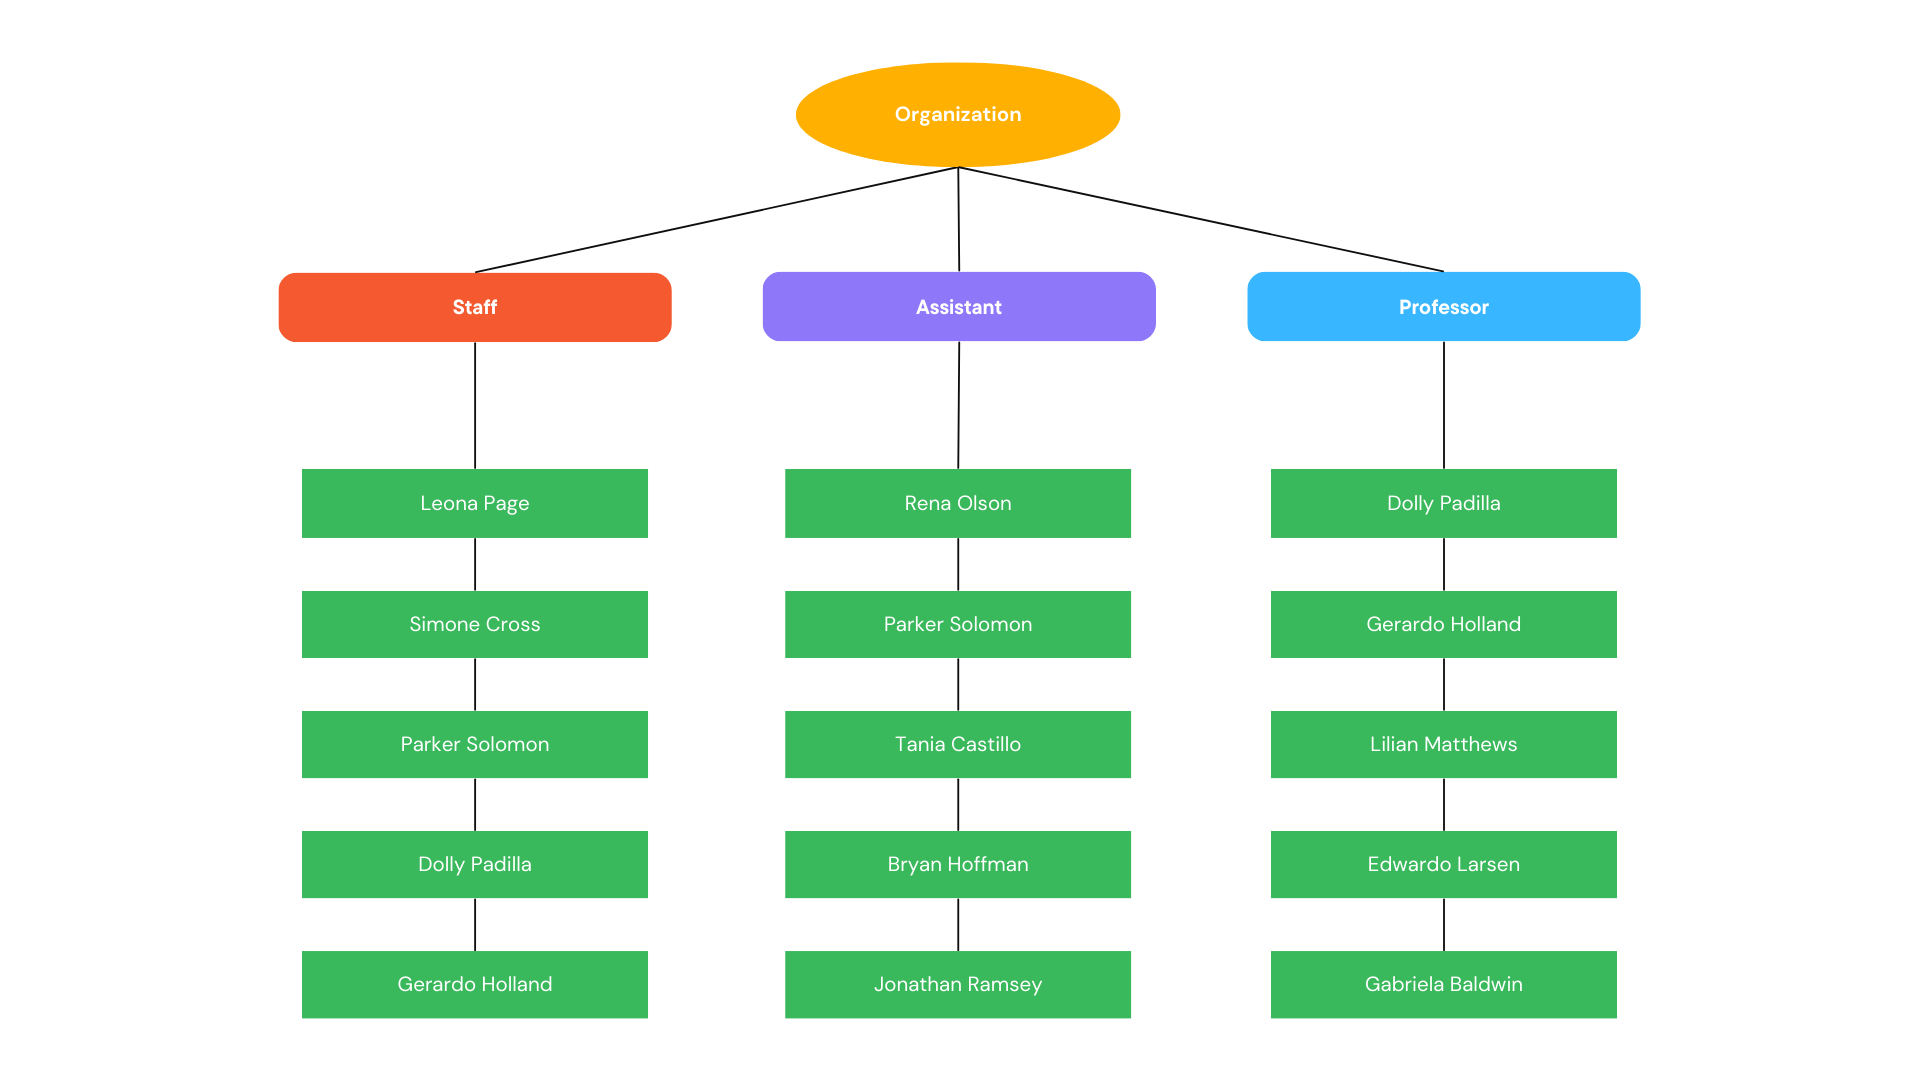 Organization
Staff
Assistant
Professor
Leona Page
Rena Olson
Dolly Padilla
Simone Cross
Parker Solomon
Gerardo Holland
Parker Solomon
Tania Castillo
Lilian Matthews
Dolly Padilla
Bryan Hoffman
Edwardo Larsen
Gerardo Holland
Jonathan Ramsey
Gabriela Baldwin